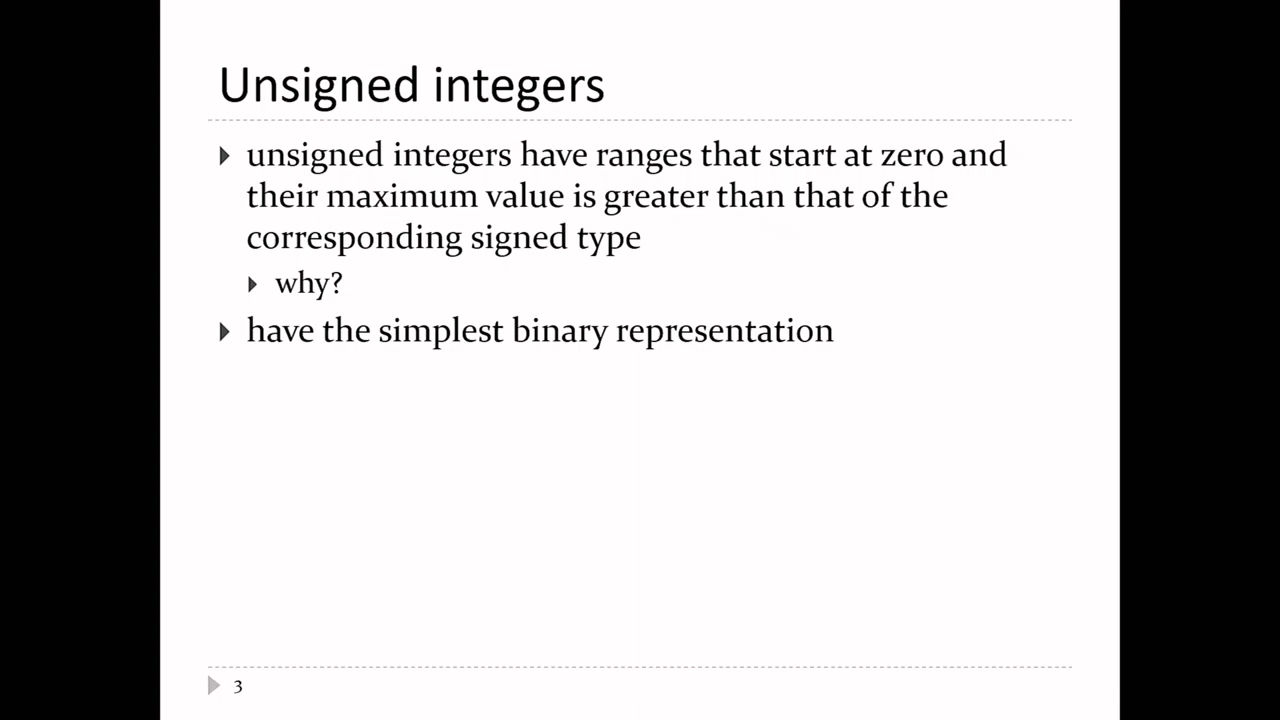 Unsigned integers
unsigned integers have ranges that start at zero and
their maximum value is greater than that of the
corresponding signed type
why?
have the simplest binary representation
3